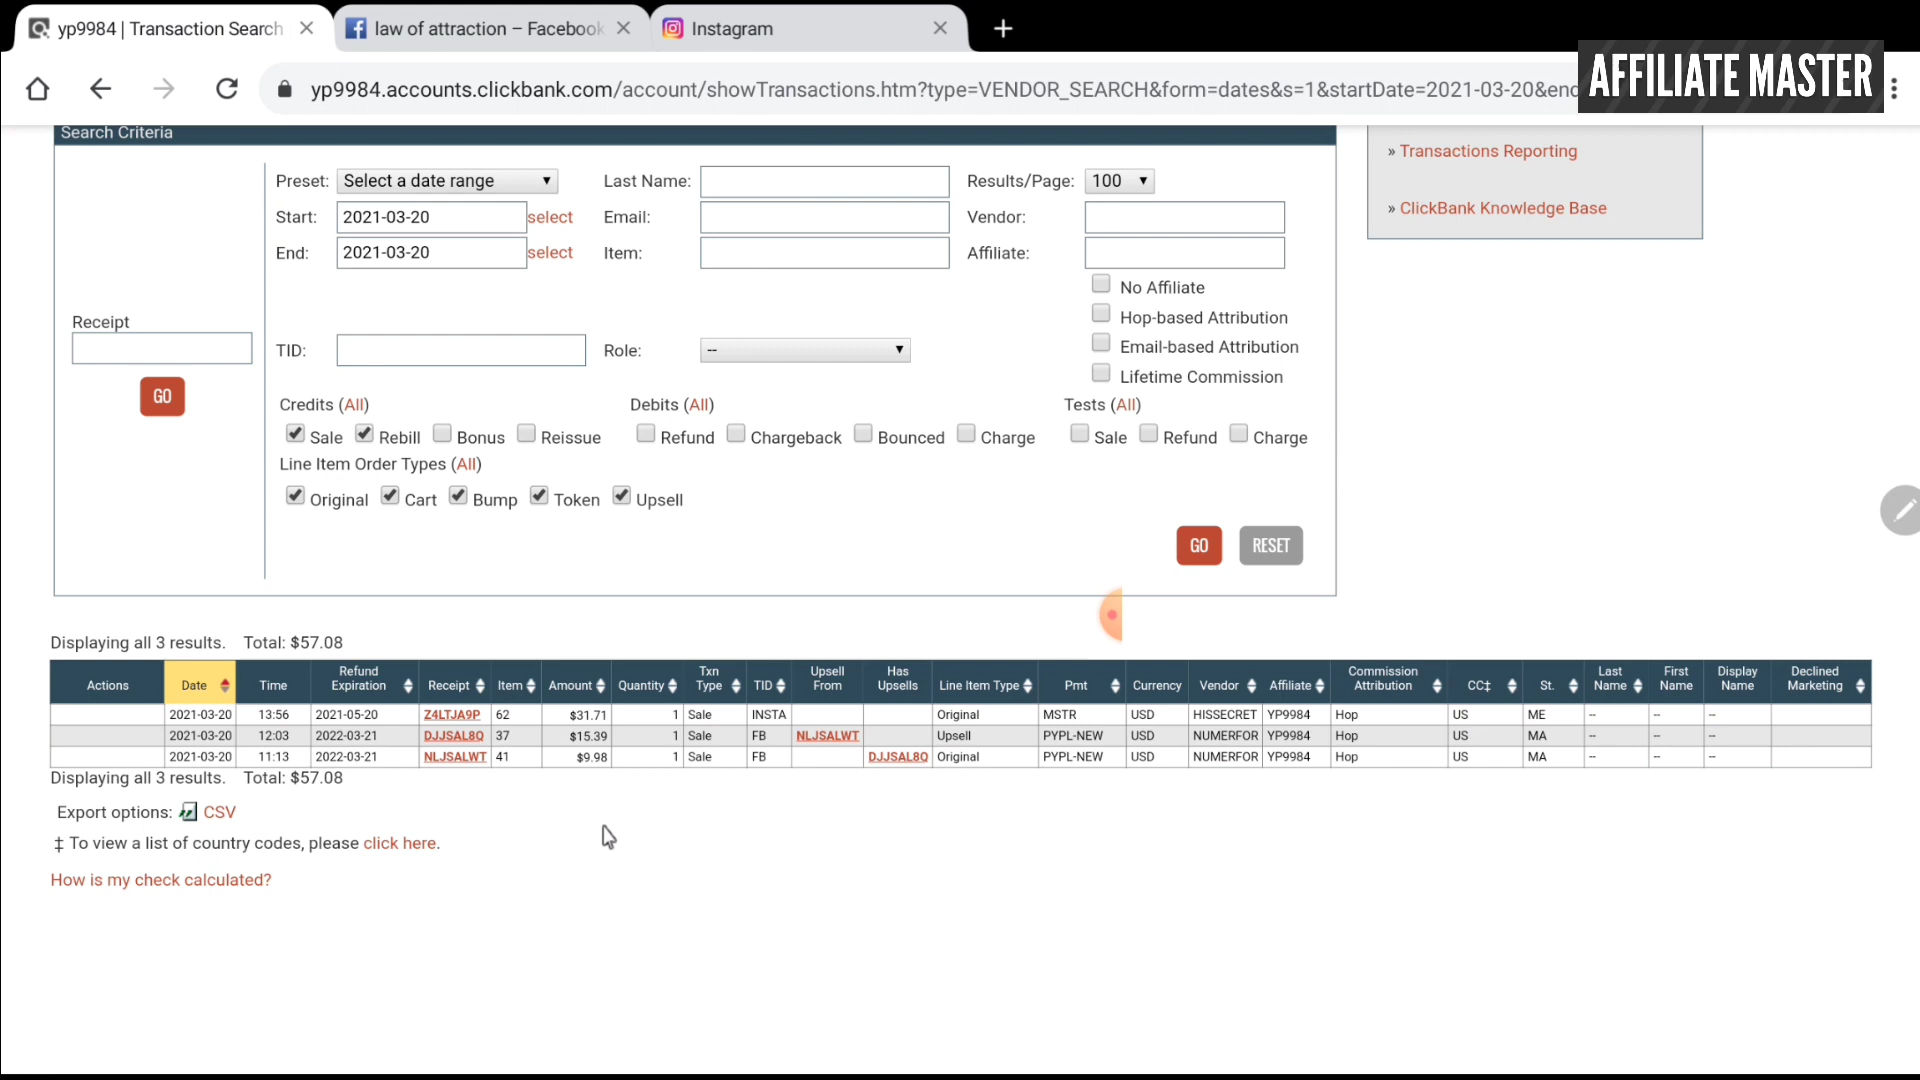 yp9984 | Transaction Search
law of attraction – Facebook
Instagram
AFFILIATE MASTER
yp9984.accounts.clickbank.com/account/showTransactions.htm?type=VENDOR_SEARCH&form=dates&s=1&startDate=2021-03-20&end
Search Criteria
» Transactions Reporting
» ClickBank Knowledge Base
Preset: Select a date range Last Name: Results/Page: 100
Start: 2021-03-20 select Email: Vendor:
End: 2021-03-20 select Item: Affiliate:
No Affiliate
Hop-based Attribution
Email-based Attribution
Lifetime Commission
Receipt
GO
TID: Role: --
Credits (All) Debits (All) Tests (All)
Sale Rebill Bonus Reissue Refund Chargeback Bounced Charge Sale Refund Charge
Line Item Order Types (All)
Original Cart Bump Token Upsell
GO RESET
Displaying all 3 results. Total: $57.08
Actions Date Time Refund Expiration Receipt Item Amount Quantity Txn Type TID Upsell From Has Upsells Line Item Type Pmt Currency Vendor Affiliate Commission Attribution CC‡ St. Last Name First Name Display Name Declined Marketing
2021-03-20 13:56 2021-05-20 Z4LTJA9P 62 $31.71 1 Sale INSTA Original MSTR USD HISSECRET YP9984 Hop US ME -- -- --
2021-03-20 12:03 2022-03-21 DJJSAL8Q 37 $15.39 1 Sale FB NLJSALWT Upsell PYPL-NEW USD NUMERFOR YP9984 Hop US MA -- -- --
2021-03-20 11:13 2022-03-21 NLJSALWT 41 $9.98 1 Sale FB DJJSAL8Q Original PYPL-NEW USD NUMERFOR YP9984 Hop US MA -- -- --
Displaying all 3 results. Total: $57.08
Export options: CSV
‡ To view a list of country codes, please click here.
How is my check calculated?